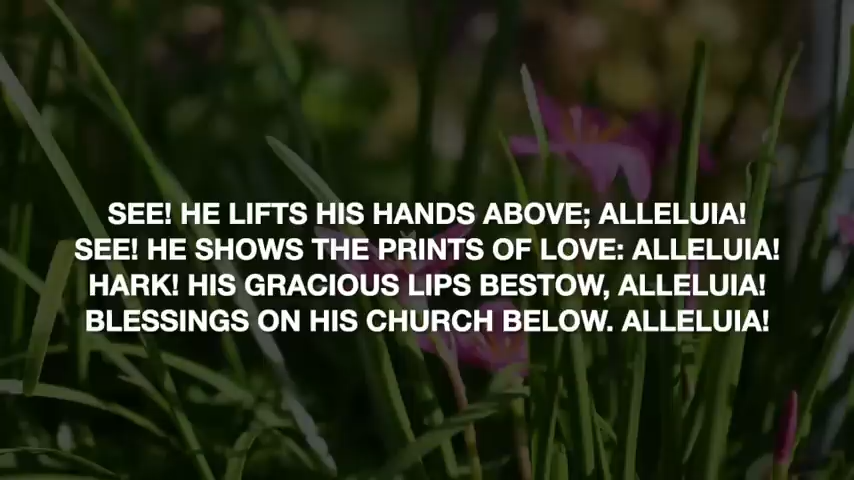 SEE! HE LIFTS HIS HANDS ABOVE; ALLELUIA!
SEE! HE SHOWS THE PRINTS OF LOVE: ALLELUIA!
HARK! HIS GRACIOUS LIPS BESTOW, ALLELUIA!
BLESSINGS ON HIS CHURCH BELOW. ALLELUIA!